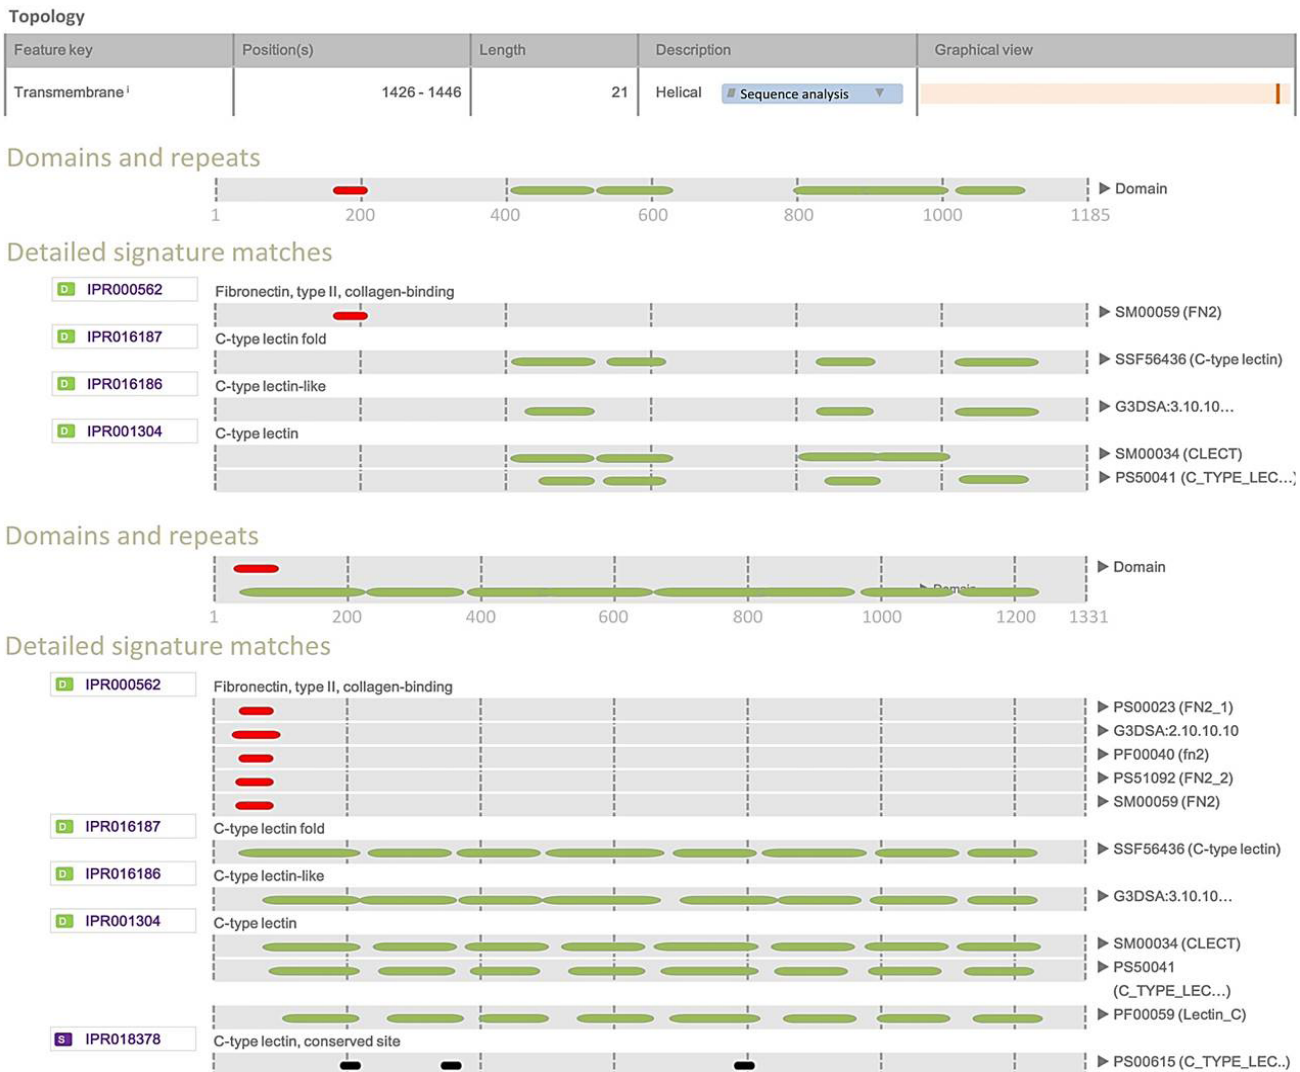 Topology
Feature key Position(s) Length Description Graphical view
Transmembrane i 1426 - 1446 21 Helical Sequence analysis
Domains and repeats
Domain
1 200 400 600 800 1000 1185
Detailed signature matches
D IPR000562
Fibronectin, type II, collagen-binding
SM00059 (FN2)
D IPR016187
C-type lectin fold
SSF56436 (C-type lectin)
D IPR016186
C-type lectin-like
G3DSA:3.10.10...
D IPR001304
C-type lectin
SM00034 (CLECT)
PS50041 (C_TYPE_LEC...)
Domains and repeats
Domain
Domain
1 200 400 600 800 1000 1200 1331
Detailed signature matches
D IPR000562
Fibronectin, type II, collagen-binding
PS00023 (FN2_1)
G3DSA:2.10.10.10
PF00040 (fn2)
PS51092 (FN2_2)
SM00059 (FN2)
D IPR016187
C-type lectin fold
SSF56436 (C-type lectin)
D IPR016186
C-type lectin-like
G3DSA:3.10.10...
D IPR001304
C-type lectin
SM00034 (CLECT)
PS50041
(C_TYPE_LEC...)
PF00059 (Lectin_C)
S IPR018378
C-type lectin, conserved site
PS00615 (C_TYPE_LEC..)